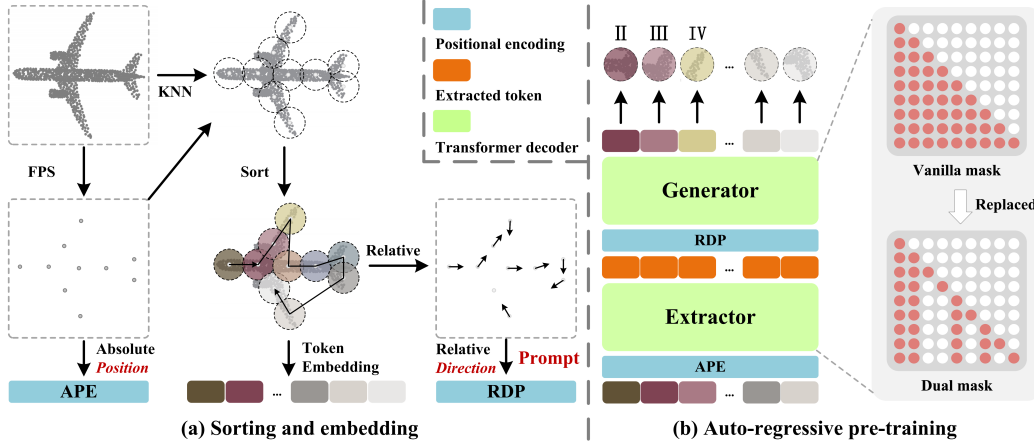 KNN
FPS
Sort
Relative
Absolute
Position
APE
Token
Embedding
...
Relative
Direction
Prompt
RDP
(a) Sorting and embedding
Positional encoding
Extracted token
Transformer decoder
II
III
IV
...
...
Generator
RDP
...
Extractor
APE
...
(b) Auto-regressive pre-training
Vanilla mask
Replaced
Dual mask